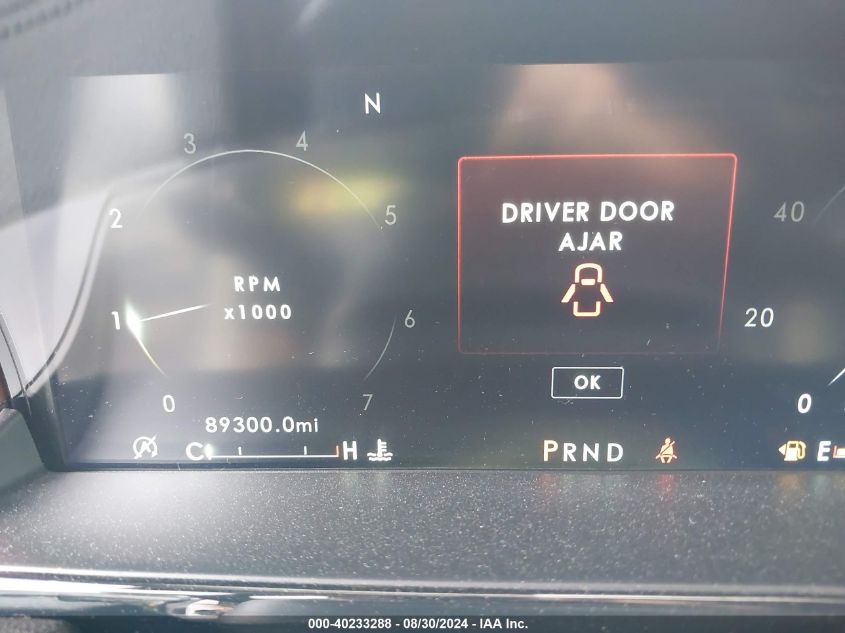 N
3 4
2 5
DRIVER DOOR
AJAR
40
RPM
x1000
1 6
20
0 7
OK
0
89300.0mi
C H
PRND
E
000-40233288 - 08/30/2024 - IAA Inc.